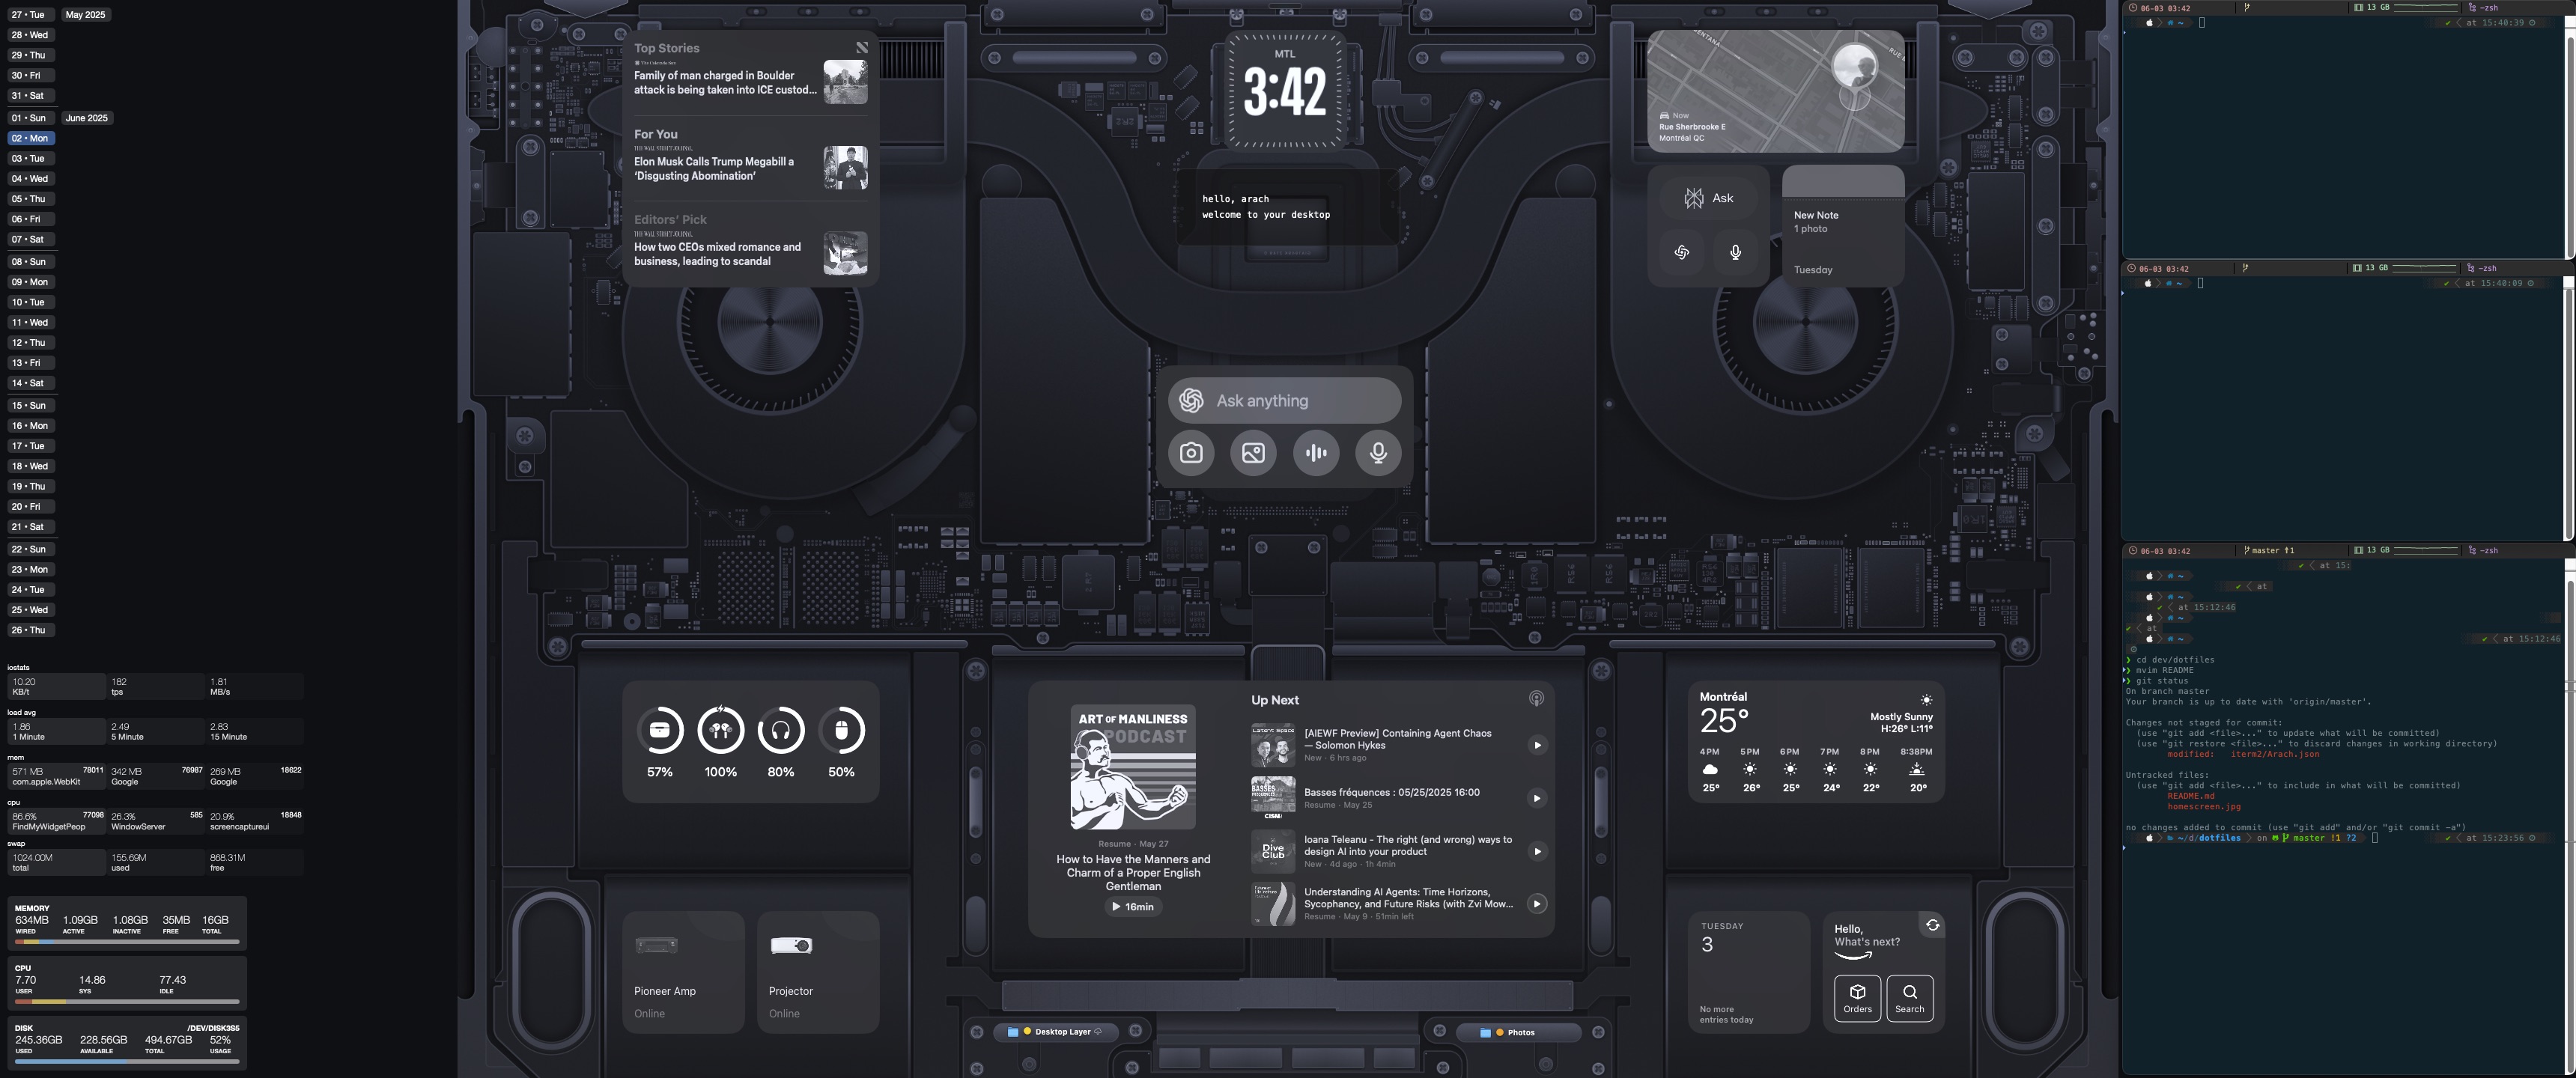 27 • Tue May 2025
28 • Wed
29 • Thu
30 • Fri
31 • Sat
01 • Sun June 2025
02 • Mon
03 • Tue
04 • Wed
05 • Thu
06 • Fri
07 • Sat
08 • Sun
09 • Mon
10 • Tue
11 • Wed
12 • Thu
13 • Fri
14 • Sat
15 • Sun
16 • Mon
17 • Tue
18 • Wed
19 • Thu
20 • Fri
21 • Sat
22 • Sun
23 • Mon
24 • Tue
25 • Wed
26 • Thu
iostats
10.20 182 1.81
KB/t tps MB/s
load avg
1.86 2.49 2.83
1 Minute 5 Minute 15 Minute
mem
571 MB 78011 342 MB 76987 269 MB 18622
com.apple.WebKit Google Google
cpu
86.6% 77098 26.3% 585 20.9% 18848
FindMyWidgetPeop WindowServer screencaptureui
swap
1024.00M 155.69M 868.31M
total used free
MEMORY
634MB 1.09GB 1.08GB 35MB 16GB
WIRED ACTIVE INACTIVE FREE TOTAL
CPU
7.70 14.86 77.43
USER SYS IDLE
DISK /DEV/DISK3S5
245.36GB 228.56GB 494.67GB 52%
USED AVAILABLE TOTAL USAGE
Top Stories
Family of man charged in Boulder
attack is being taken into ICE custod...
For You
THE WALL STREET JOURNAL
Elon Musk Calls Trump Megabill a
‘Disgusting Abomination’
Editors’ Pick
THE WALL STREET JOURNAL
How two CEOs mixed romance and
business, leading to scandal
MTL
3:42
hello, arach
welcome to your desktop
Ask anything
Now
Rue Sherbrooke E
Montréal QC
Ask
New Note
1 photo
Tuesday
57% 100% 80% 50%
Pioneer Amp
Online
Projector
Online
ART OF MANLINESS
PODCAST
Resume · May 27
How to Have the Manners and
Charm of a Proper English
Gentleman
16min
Up Next
Latent Space
[AIEWF Preview] Containing Agent Chaos
— Solomon Hykes
New · 6 hrs ago
BASSES
CISM
Basses fréquences : 05/25/2025 16:00
Resume · May 25
Dive
Club
Ioana Teleanu - The right (and wrong) ways to
design AI into your product
New · 4d ago · 1h 4min
Understanding AI Agents: Time Horizons,
Sycophancy, and Future Risks (with Zvi Mow...
Resume · May 9 · 51min left
Montréal
25°
Mostly Sunny
H:26° L:11°
4PM 5PM 6PM 7PM 8PM 8:38PM
25° 26° 25° 24° 22° 20°
TUESDAY
3
No more
entries today
Hello,
What's next?
Orders
Search
Desktop Layer
Photos
06-03 03:42 13 GB -zsh
~ ✔ < at 15:40:39
06-03 03:42 13 GB -zsh
~ ✔ < at 15:40:09
06-03 03:42 master ⬆1 13 GB -zsh
✔ < at 15:
~
✔ < at
~
✔ < at 15:12:46
~
✔ < at
~ ✔ < at 15:12:46
❯ cd dev/dotfiles
❯ mvim README
❯ git status
On branch master
Your branch is up to date with 'origin/master'.
Changes not staged for commit:
(use "git add <file>..." to update what will be committed)
(use "git restore <file>..." to discard changes in working directory)
modified: iterm2/Arach.json
Untracked files:
(use "git add <file>..." to include in what will be committed)
README.md
homescreen.jpg
no changes added to commit (use "git add" and/or "git commit -a")
~/d/dotfiles > on master !1 ?2 ✔ < at 15:23:56